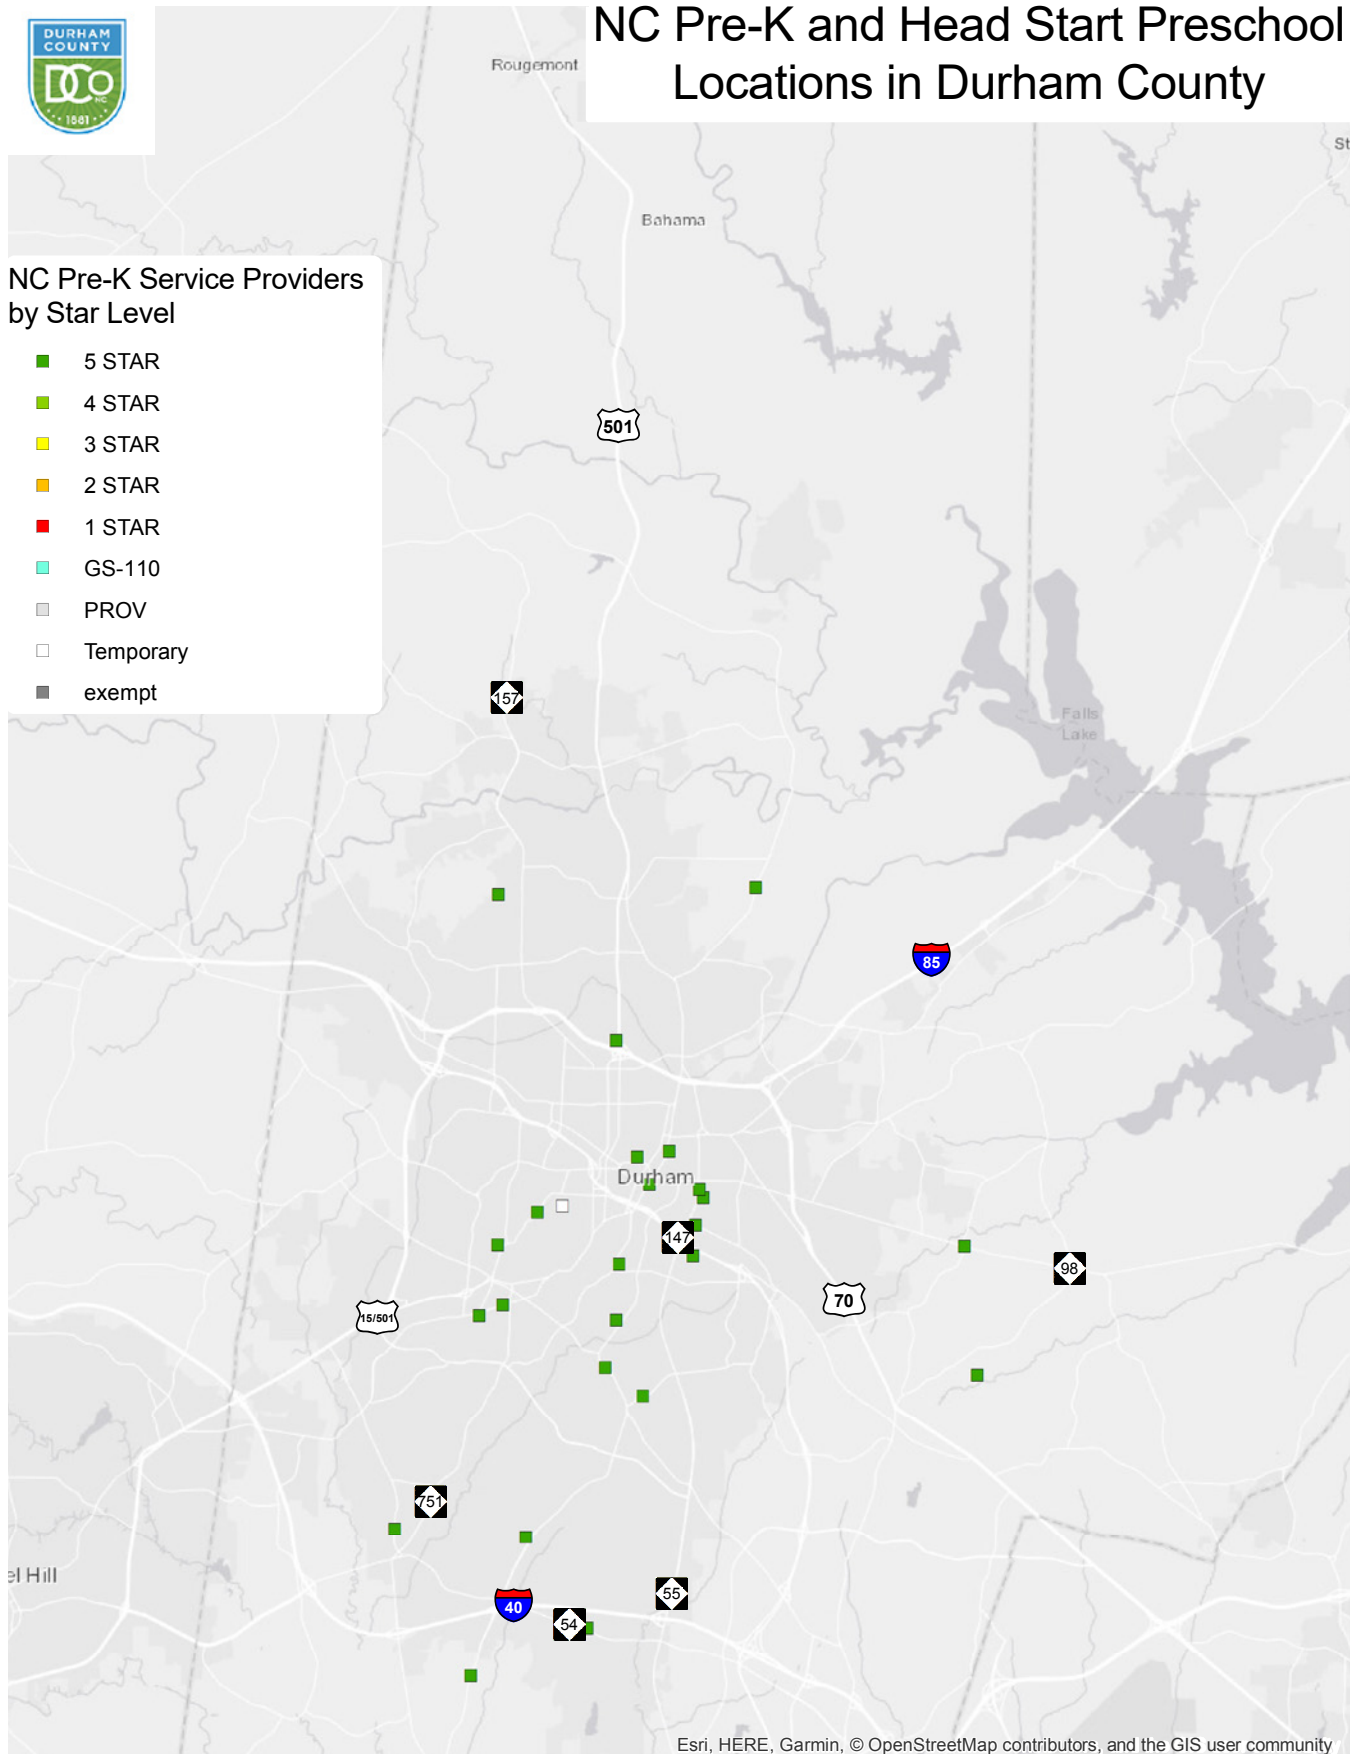 DURHAM
COUNTY
DCo
NC
1881
NC Pre-K and Head Start Preschool
Locations in Durham County
Rougemont
St
Bahama
NC Pre-K Service Providers
by Star Level
5 STAR
4 STAR
3 STAR
2 STAR
1 STAR
GS-110
PROV
Temporary
exempt
501
157
Falls
Lake
85
Durham
147
98
70
15/501
751
el Hill
55
40
54
Esri, HERE, Garmin, © OpenStreetMap contributors, and the GIS user community